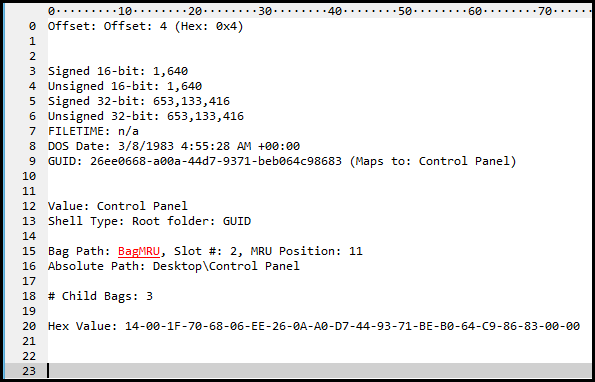 0·········10········20········30········40········50········60········70······
0 Offset: Offset: 4 (Hex: 0x4)
1
2
3 Signed 16-bit: 1,640
4 Unsigned 16-bit: 1,640
5 Signed 32-bit: 653,133,416
6 Unsigned 32-bit: 653,133,416
7 FILETIME: n/a
8 DOS Date: 3/8/1983 4:55:28 AM +00:00
9 GUID: 26ee0668-a00a-44d7-9371-beb064c98683 (Maps to: Control Panel)
10
11
12 Value: Control Panel
13 Shell Type: Root folder: GUID
14
15 Bag Path: BagMRU, Slot #: 2, MRU Position: 11
16 Absolute Path: Desktop\Control Panel
17
18 # Child Bags: 3
19
20 Hex Value: 14-00-1F-70-68-06-EE-26-0A-A0-D7-44-93-71-BE-B0-64-C9-86-83-00-00
21
22
23